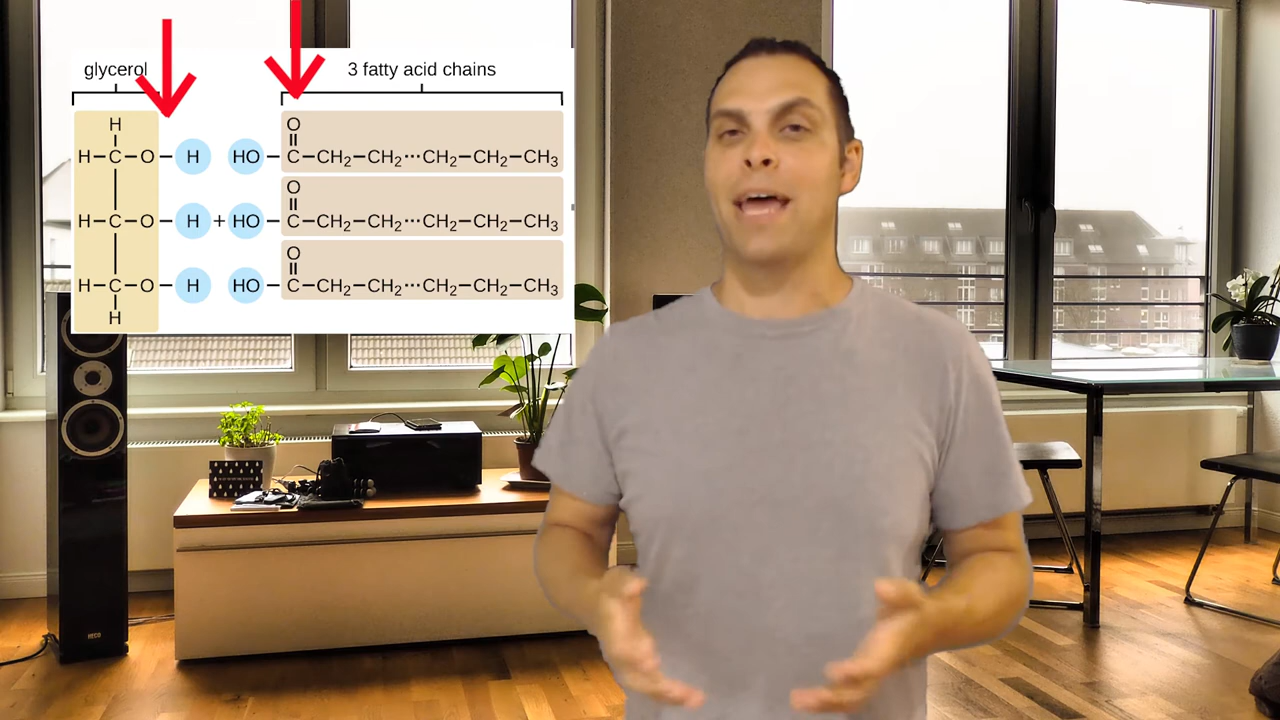 glycerol 3 fatty acid chains
H O
H–C–O–H HO–C–CH₂–CH₂···CH₂–CH₂–CH₃
O
H–C–O–H + HO–C–CH₂–CH₂···CH₂–CH₂–CH₃
O
H–C–O–H HO–C–CH₂–CH₂···CH₂–CH₂–CH₃
H
HECO